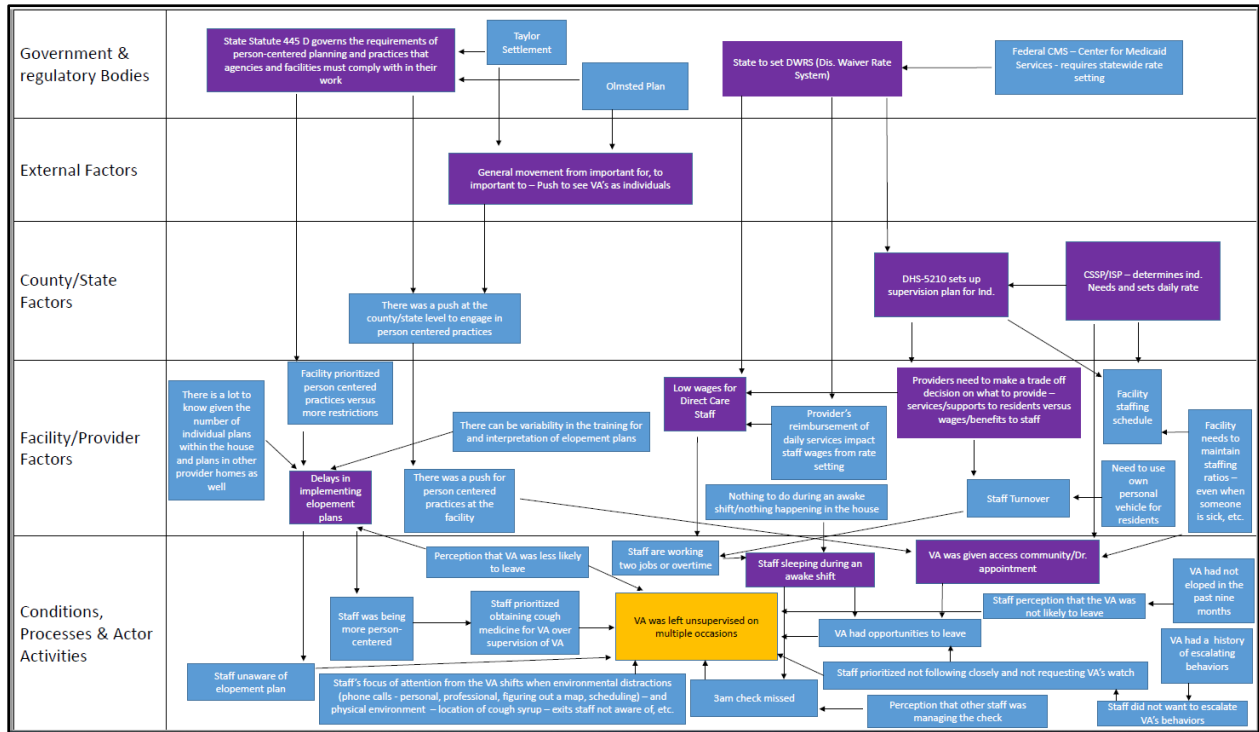 Government &
regulatory Bodies
State Statute 445 D governs the requirements of
person-centered planning and practices that
agencies and facilities must comply with in their
work
Taylor
Settlement
Olmsted Plan
State to set DWRS (Dis. Waiver Rate
System)
Federal CMS – Center for Medicaid
Services - requires statewide rate
setting
External Factors
General movement from important for, to
important to – Push to see VA's as individuals
County/State
Factors
There was a push at the
county/state level to engage in
person centered practices
DHS-5210 sets up
supervision plan for Ind.
CSSP/ISP – determines ind.
Needs and sets daily rate
Facility/Provider
Factors
There is a lot to
know given the
number of
individual plans
within the house
and plans in other
provider homes as
well
Facility prioritized
person centered
practices versus
more restrictions
Delays in
implementing
elopement
plans
There can be variability in the training for
and interpretation of elopement plans
There was a push for
person centered
practices at the
facility
Low wages for
Direct Care
Staff
Provider's
reimbursement of
daily services impact
staff wages from rate
setting
Nothing to do during an awake
shift/nothing happening in the house
Providers need to make a trade off
decision on what to provide –
services/supports to residents versus
wages/benefits to staff
Staff Turnover
Facility
staffing
schedule
Need to use
own
personal
vehicle for
residents
Facility
needs to
maintain
staffing
ratios –
even when
someone
is sick, etc.
Conditions,
Processes & Actor
Activities
Perception that VA was less likely
to leave
Staff are working
two jobs or overtime
Staff sleeping during an
awake shift
VA was given access community/Dr.
appointment
Staff was being
more person-
centered
Staff prioritized
obtaining cough
medicine for VA over
supervision of VA
VA was left unsupervised on
multiple occasions
VA had opportunities to leave
Staff perception that the VA was
not likely to leave
VA had not
eloped in the
past nine
months
VA had a history
of escalating
behaviors
Staff unaware of
elopement plan
Staff's focus of attention from the VA shifts when environmental distractions
(phone calls - personal, professional, figuring out a map, scheduling) – and
physical environment – location of cough syrup – exits staff not aware of, etc.
3am check missed
Staff prioritized not following closely and not requesting VA's watch
Perception that other staff was
managing the check
Staff did not want to escalate
VA's behaviors